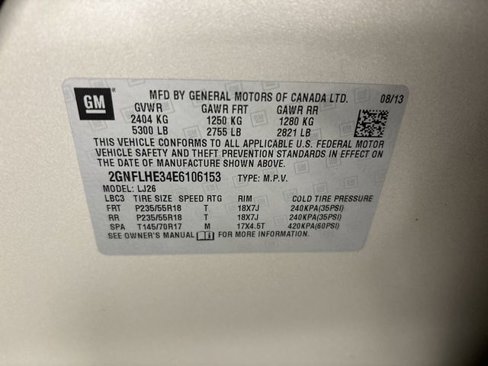 GM
MFD BY GENERAL MOTORS OF CANADA LTD. 08/13
GVWR GAWR FRT GAWR RR
2404 KG 1250 KG 1280 KG
5300 LB 2755 LB 2821 LB
THIS VEHICLE CONFORMS TO ALL APPLICABLE U.S. FEDERAL MOTOR
VEHICLE SAFETY AND THEFT PREVENTION STANDARDS IN EFFECT ON
THE DATE OF MANUFACTURE SHOWN ABOVE.
2GNFLHE34E6106153 TYPE: M.P.V.
MODEL: LJ26
LBC3 TIRE SIZE SPEED RTG RIM COLD TIRE PRESSURE
FRT P235/55R18 T 18X7J 240KPA(35PSI)
RR P235/55R18 T 18X7J 240KPA(35PSI)
SPA T145/70R17 M 17X4.5T 420KPA(60PSI)
SEE OWNER'S MANUAL FOR MORE INFORMATION.